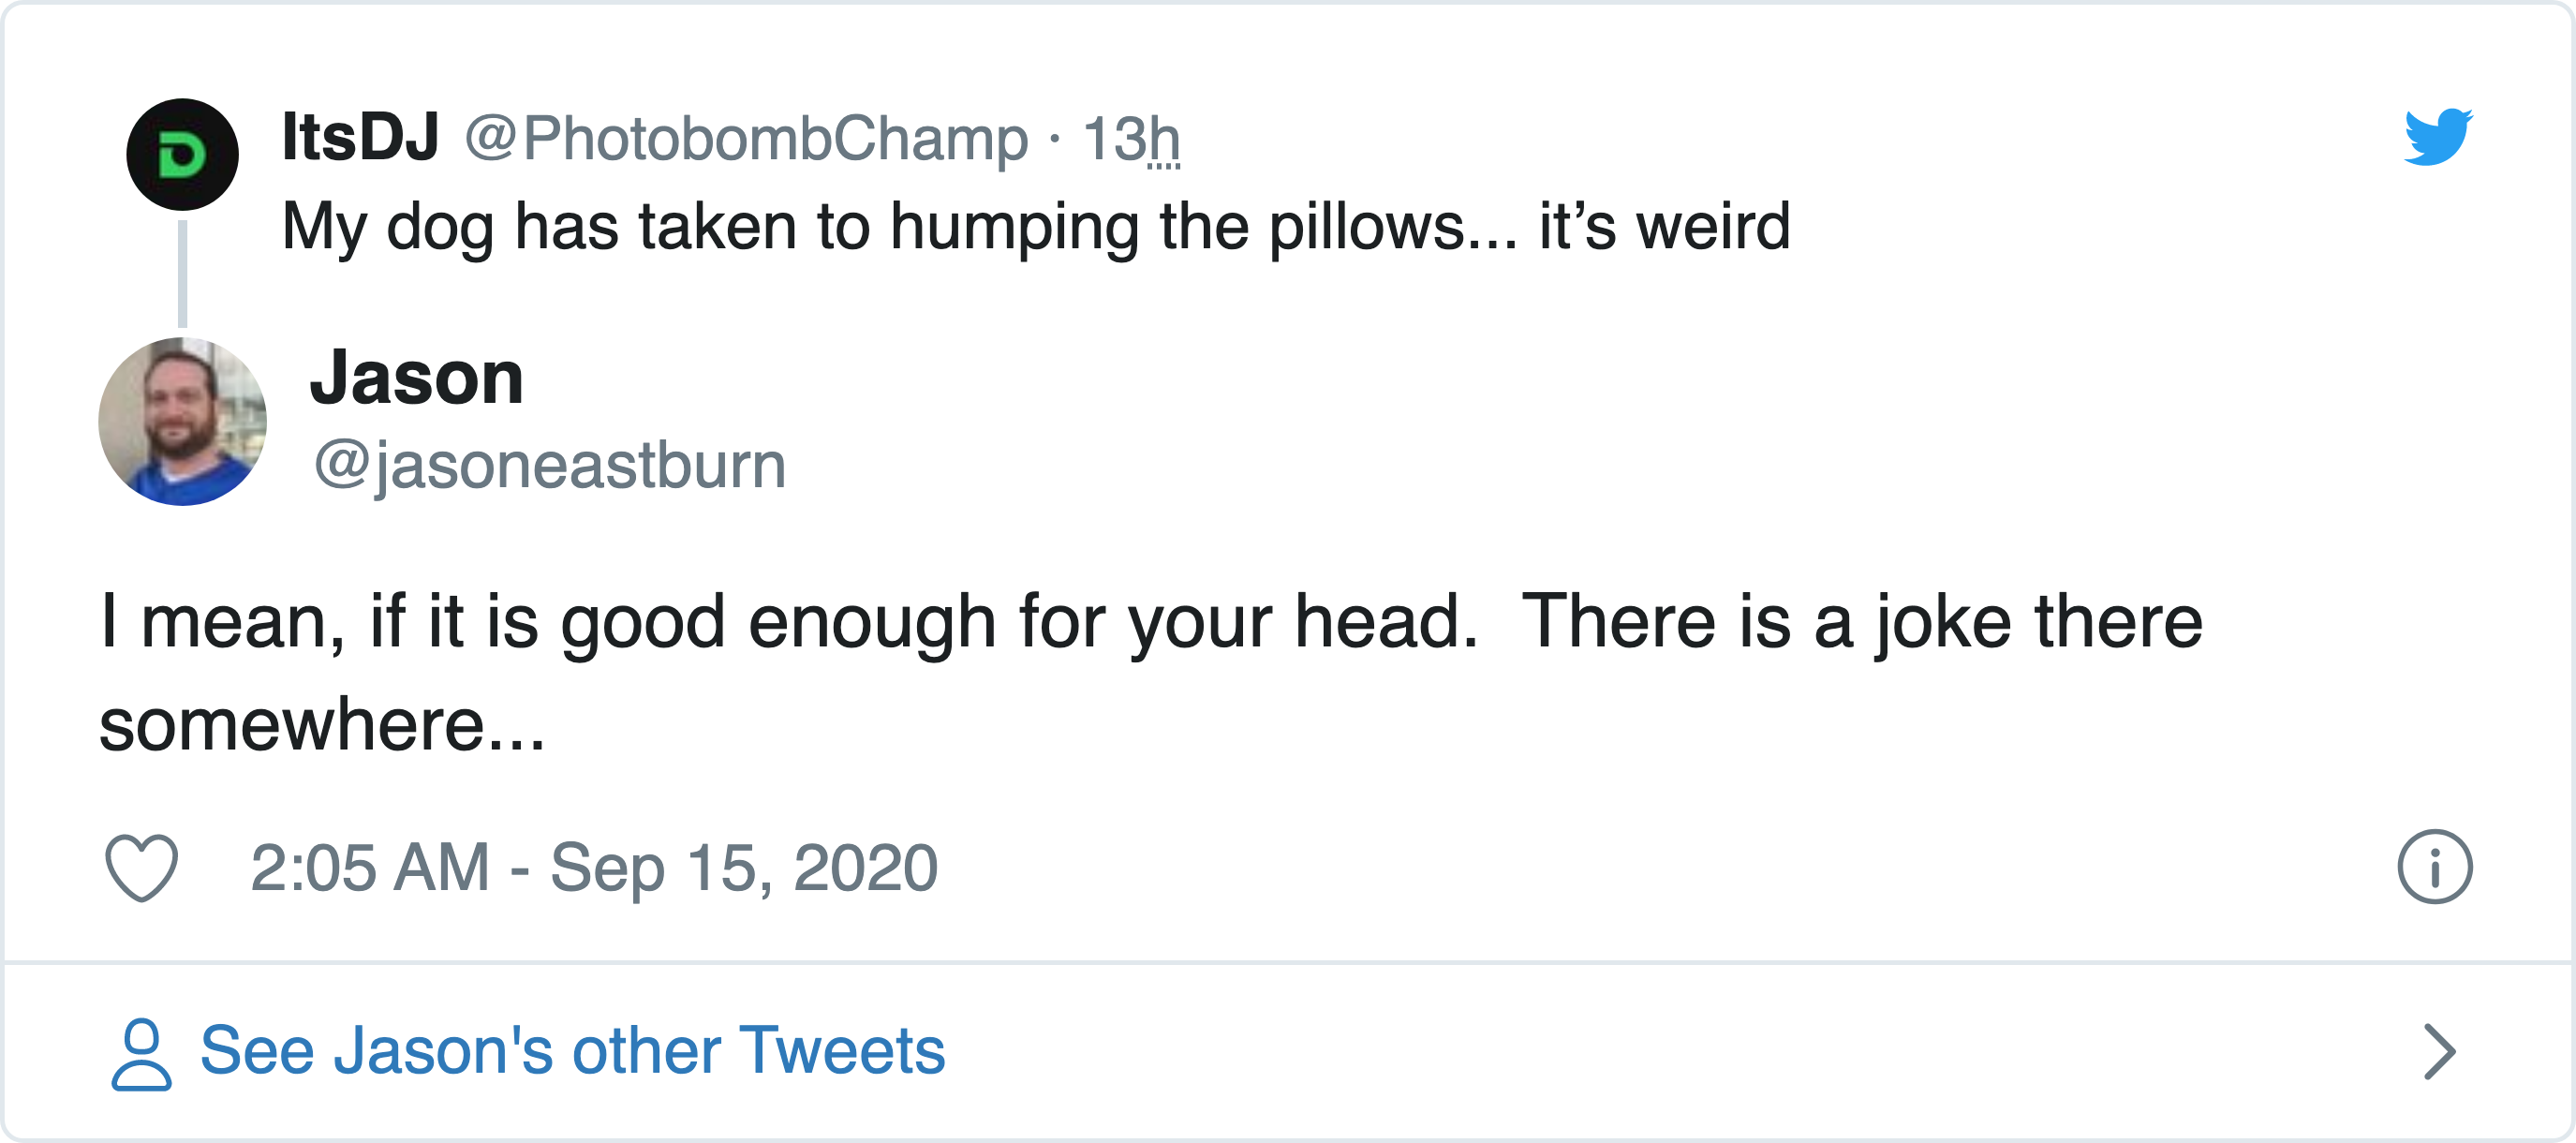 ItsDJ @PhotobombChamp · 13h
My dog has taken to humping the pillows... it’s weird
Jason
@jasoneastburn
I mean, if it is good enough for your head.  There is a joke there
somewhere...
2:05 AM - Sep 15, 2020
See Jason's other Tweets